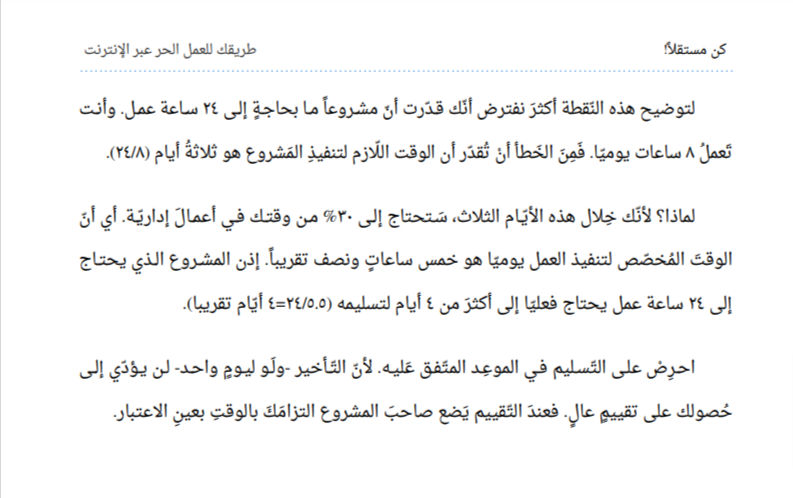 كن مستقلاً!
طريقك للعمل الحر عبر الإنترنت
لتوضيح هذه النّقطة أكثرَ نفترض أنّك قدّرت أنّ مشروعاً ما بحاجةٍ إلى ٢٤ ساعة عمل. وأنت
تَعملُ ٨ ساعات يوميّا. فَمِنَ الخَطأ أنْ تُقدّر أن الوقت اللّازم لتنفيذِ المَشروع هو ثلاثةُ أيام (٢٤/٨).
لماذا؟ لأنّك خِلال هذه الأيّام الثلاث، سَتحتاج إلى ٣٠% من وقتك في أعمالَ إداريّة. أي أنّ
الوقتَ المُخصّص لتنفيذ العمل يوميّا هو خمس ساعاتٍ ونصف تقريباً. إذن المشروع الذي يحتاج
إلى ٢٤ ساعة عمل يحتاج فعليّا إلى أكثرَ من ٤ أيام لتسليمه (٢٤/٥.٥=٤ أيّام تقريبا).
احرِصْ على التّسليم في الموعِد المتّفق عَليه. لأنّ التّأخير -ولَو ليومٍ واحد- لن يؤدّي إلى
حُصولك على تقييمٍ عالٍ. فعندَ التّقييم يَضع صاحبَ المشروع التزامَكَ بالوقتِ بعينِ الاعتبار.